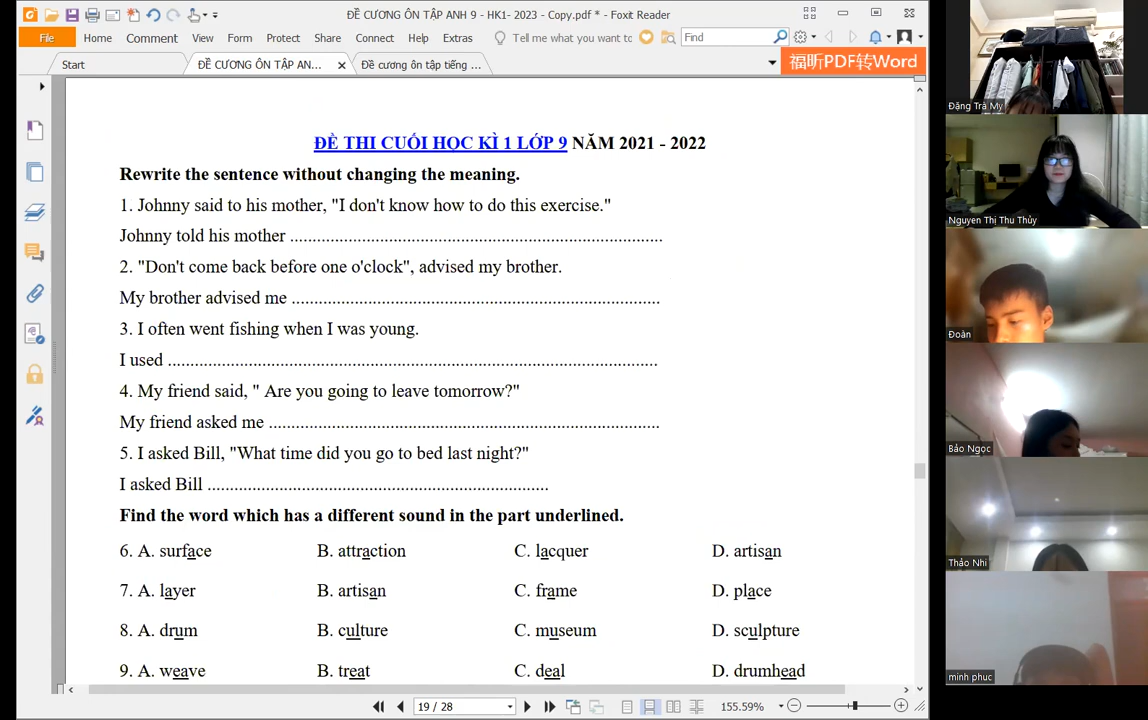 ĐỀ CƯƠNG ÔN TẬP ANH 9 - HK1- 2023 - Copy.pdf * - Foxit Reader
File Home Comment View Form Protect Share Connect Help Extras Tell me what you want to Find
Start ĐỀ CƯƠNG ÔN TẬP AN... Đề cương ôn tập tiếng ... 福昕PDF转Word
ĐỀ THI CUỐI HỌC KÌ 1 LỚP 9 NĂM 2021 - 2022
Rewrite the sentence without changing the meaning.
1. Johnny said to his mother, "I don't know how to do this exercise."
Johnny told his mother ...................................................................................
2. "Don't come back before one o'clock", advised my brother.
My brother advised me ..................................................................................
3. I often went fishing when I was young.
I used .............................................................................................................
4. My friend said, " Are you going to leave tomorrow?"
My friend asked me .......................................................................................
5. I asked Bill, "What time did you go to bed last night?"
I asked Bill ............................................................................
Find the word which has a different sound in the part underlined.
6. A. surface B. attraction C. lacquer D. artisan
7. A. layer B. artisan C. frame D. place
8. A. drum B. culture C. museum D. sculpture
9. A. weave B. treat C. deal D. drumhead
19 / 28 155.59%
Đặng Trà My
Nguyen Thị Thu Thủy
Đoàn
Bảo Ngọc
Thảo Nhi
minh phuc